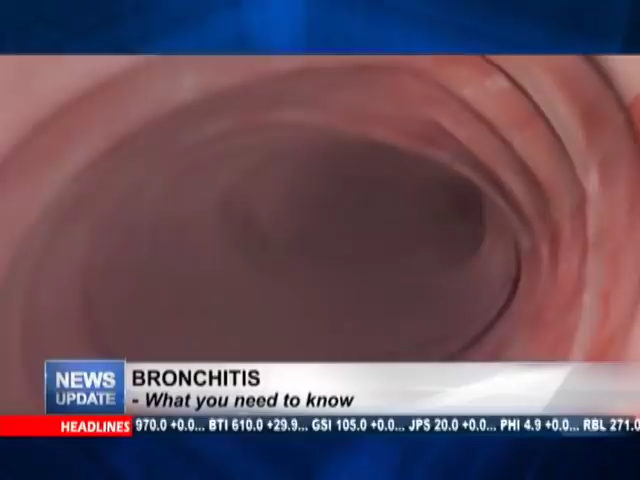 NEWS
UPDATE
BRONCHITIS
- What you need to know
HEADLINES
970.0 +0.0... BTI 610.0 +29.9... GSI 105.0 +0.0... JPS 20.0 +0.0... PHI 4.9 +0.0... RBL 271.0